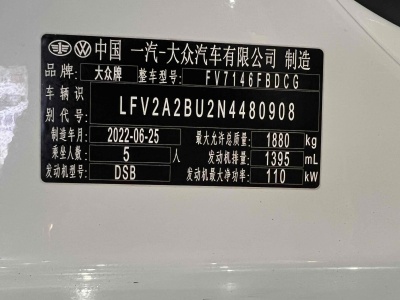 中国 一汽-大众汽车有限公司 制造
品牌: 大众牌 整车型号: FV7146FBDCG
车辆识别代号: LFV2A2BU2N4480908
制造年月: 2022-06-25 最大允许总质量: 1880 kg
乘坐人数: 5 人 发动机排量: 1395 mL
发动机型号: DSB 发动机最大净功率: 110 kW